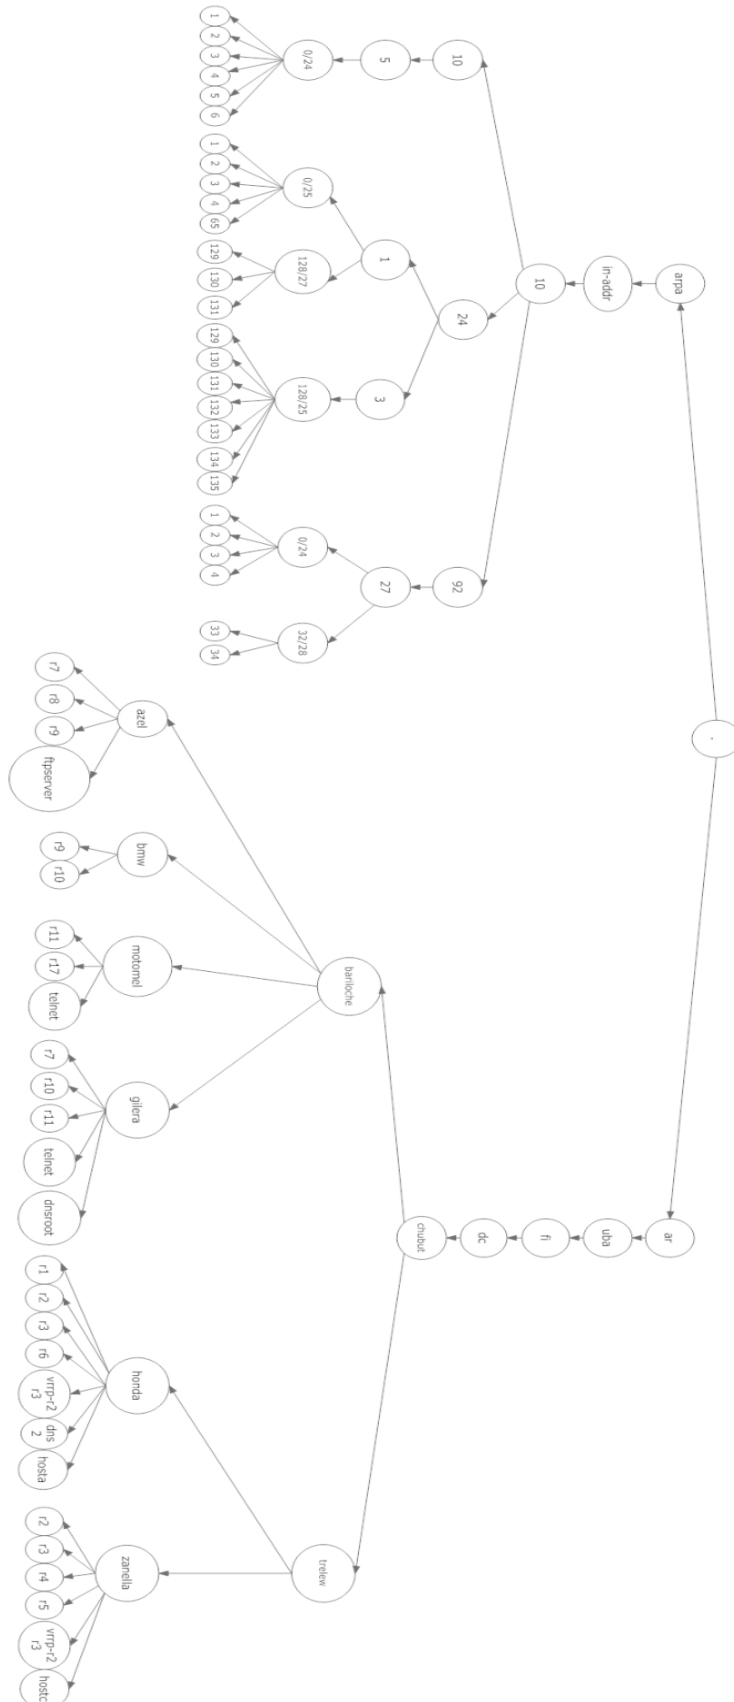 .
arpa
ar
in-addr
uba
10
fi
10
24
92
dc
5
1
3
27
chubut
bariloche
trelew
0/24
0/25
128/27
128/25
0/24
32/28
1
2
3
4
5
6
1
2
3
4
65
129
130
131
129
130
131
132
133
134
135
1
2
3
4
33
34
azel
bmw
motomel
gilera
honda
zanella
r7
r8
r9
ftpserver
r9
r10
r11
r17
telnet
r7
r10
r11
telnet
dnsroot
r1
r2
r3
r6
vrrp-r2
r3
dns
2
hosta
r2
r3
r4
r5
vrrp-r2
r3
hostc